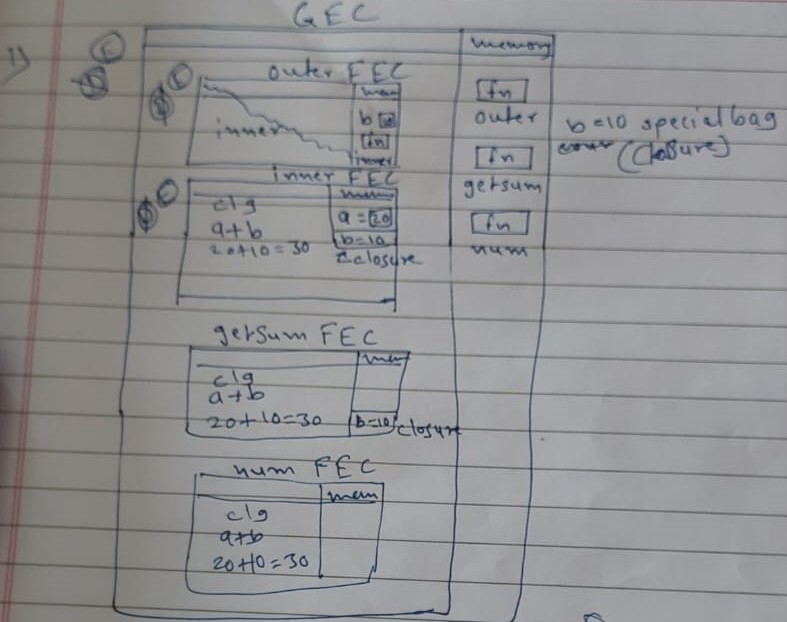 GEC
1)
E
memory
fn
outer
fn
getsum
fn
num
b=10 special bag
(closure)
outer FEC
E
mem
b 10
fn
inner
inner
inner FEC
E
mem
clg
a+b
20+10=30
a=20
b=10
closure
getsum FEC
mem
clg
a+b
20+10=30
b=10
closure
num FEC
mem
clg
a+b
20+10=30